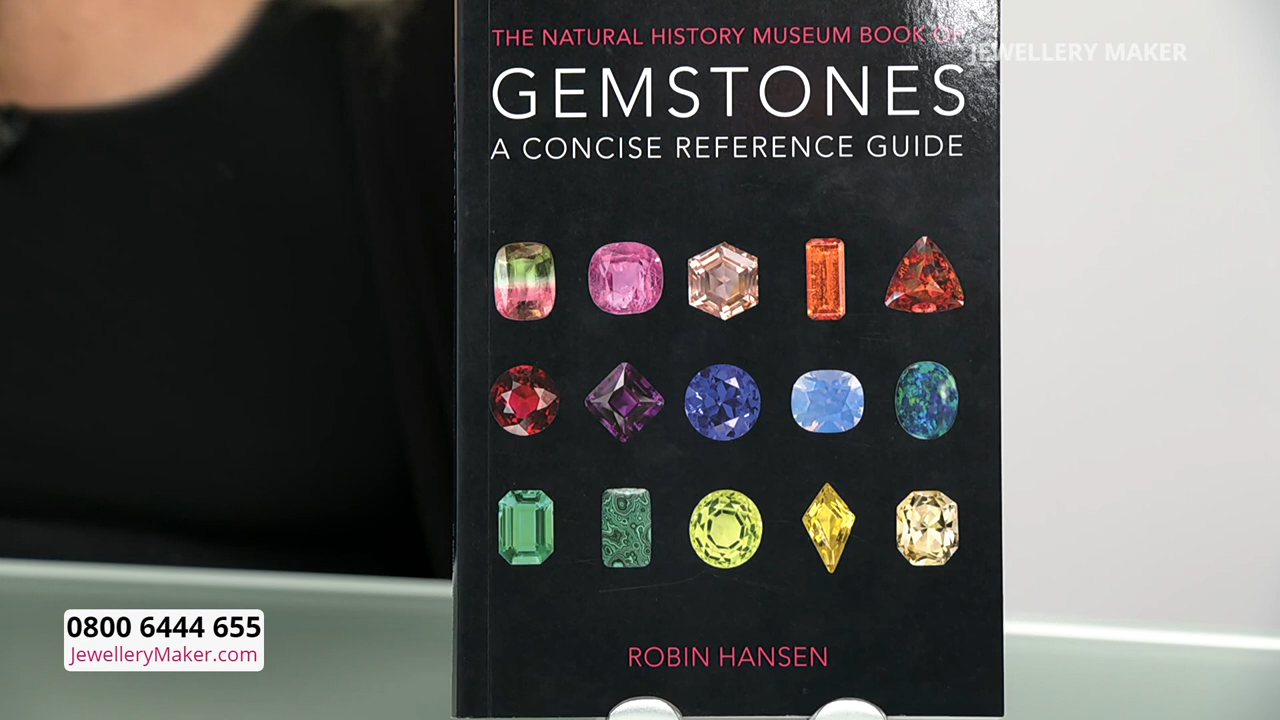 THE NATURAL HISTORY MUSEUM BOOK OF
GEMSTONES
A CONCISE REFERENCE GUIDE
ROBIN HANSEN
JEWELLERY MAKER
0800 6444 655
JewelleryMaker.com